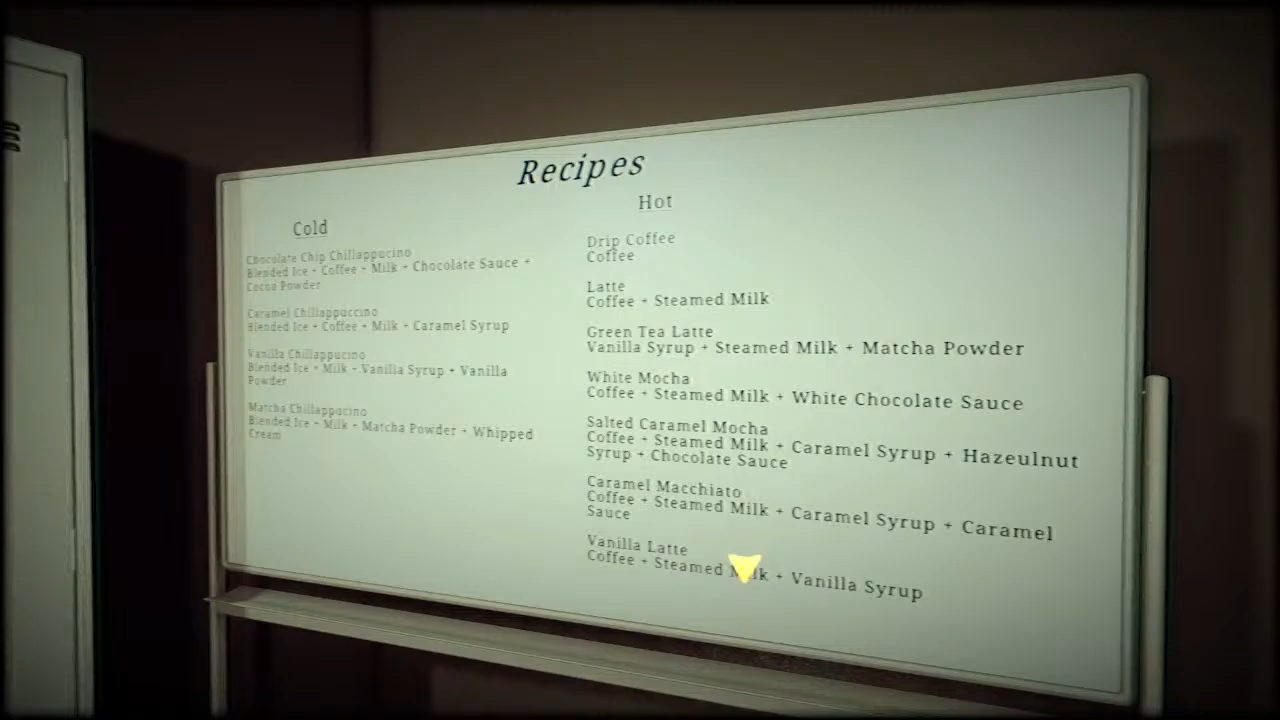 Recipes
Cold
Chocolate Chip Chillappucino
Blended Ice + Coffee + Milk + Chocolate Sauce +
Cocoa Powder
Caramel Chillappuccino
Blended Ice + Coffee + Milk + Caramel Syrup
Vanilla Chillappucino
Blended Ice + Milk + Vanilla Syrup + Vanilla
Powder
Matcha Chillappucino
Blended Ice + Milk + Matcha Powder + Whipped
Cream
Hot
Drip Coffee
Coffee
Latte
Coffee + Steamed Milk
Green Tea Latte
Vanilla Syrup + Steamed Milk + Matcha Powder
White Mocha
Coffee + Steamed Milk + White Chocolate Sauce
Salted Caramel Mocha
Coffee + Steamed Milk + Caramel Syrup + Hazeulnut
Syrup + Chocolate Sauce
Caramel Macchiato
Coffee + Steamed Milk + Caramel Syrup + Caramel
Sauce
Vanilla Latte
Coffee + Steamed Milk + Vanilla Syrup